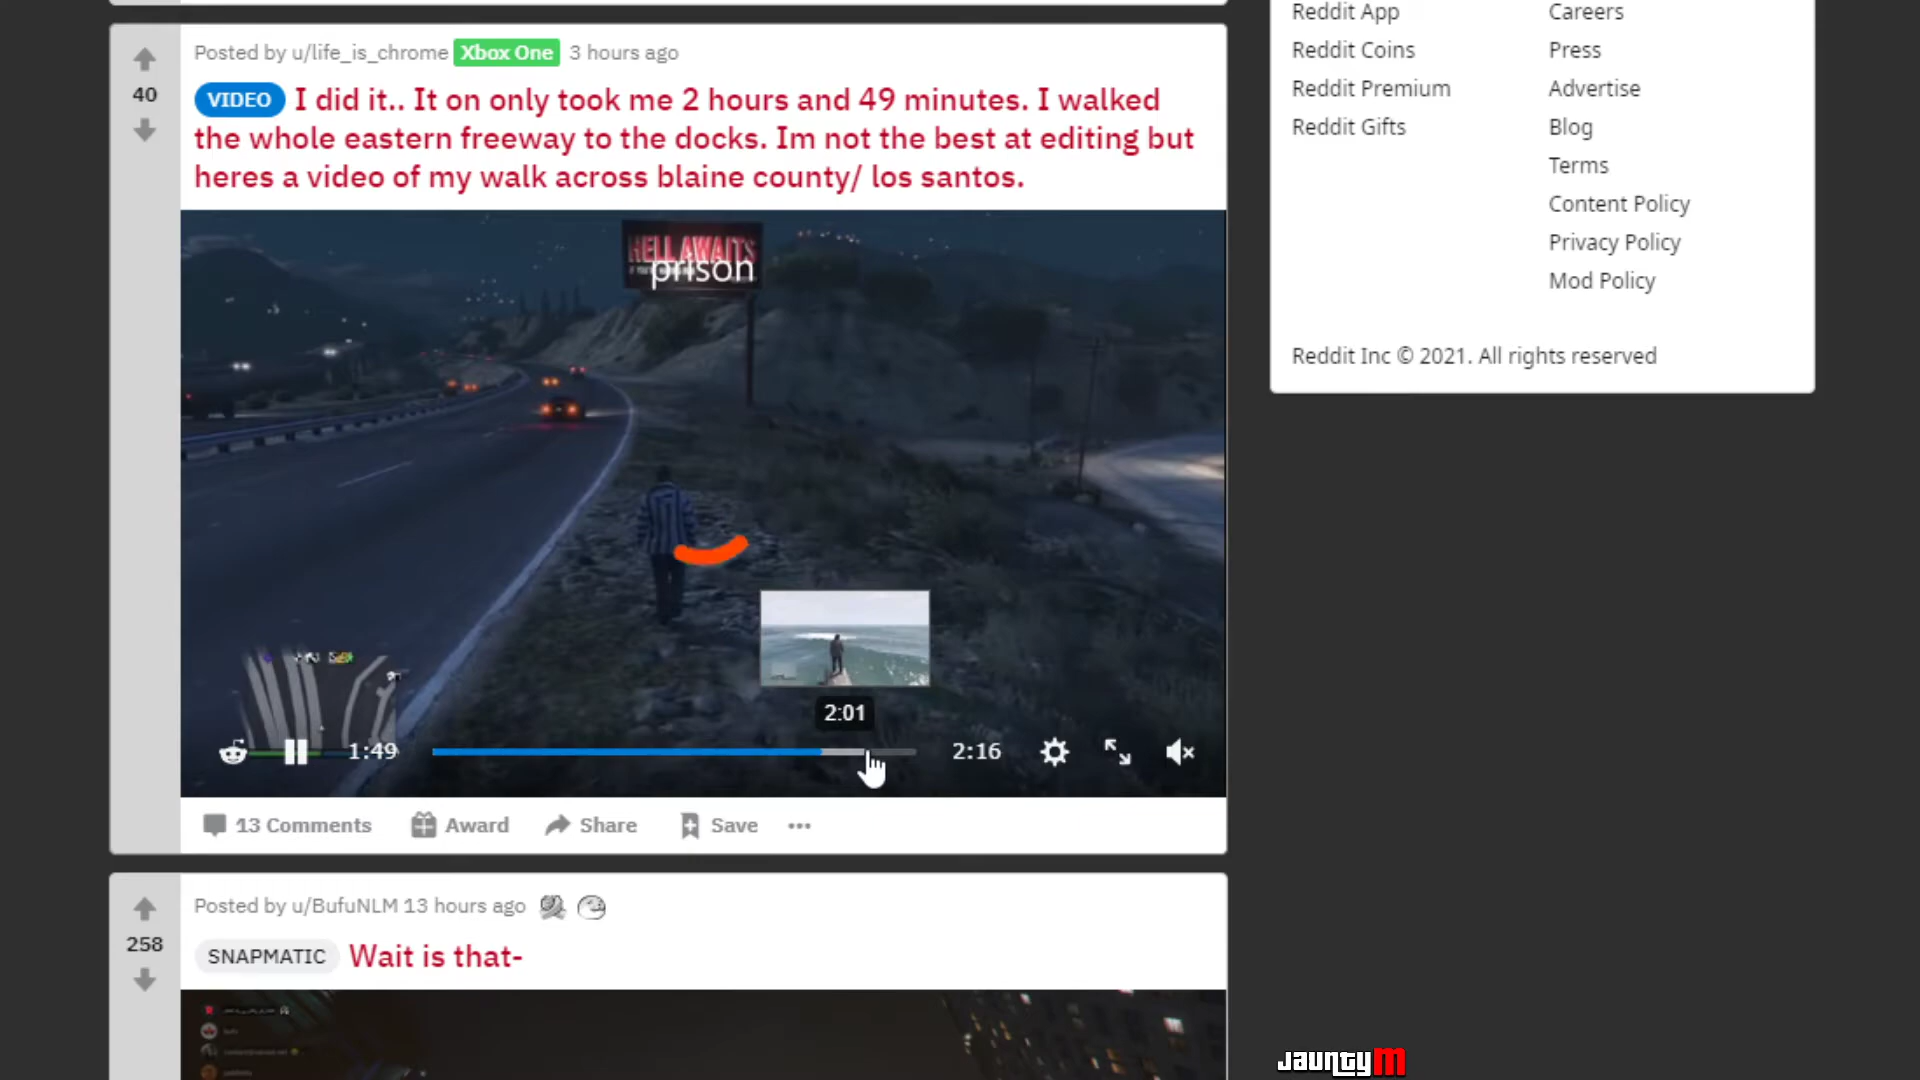 Reddit App
Careers
Reddit Coins
Press
Reddit Premium
Advertise
Reddit Gifts
Blog
Terms
Content Policy
Privacy Policy
Mod Policy
Reddit Inc © 2021. All rights reserved
Posted by u/life_is_chrome Xbox One 3 hours ago
40
VIDEO I did it.. It on only took me 2 hours and 49 minutes. I walked
the whole eastern freeway to the docks. Im not the best at editing but
heres a video of my walk across blaine county/ los santos.
HELL AWAITS
prison
2:01
1:49
2:16
13 Comments
Award
Share
Save
Posted by u/BufuNLM 13 hours ago
258
SNAPMATIC Wait is that-
JauntyM